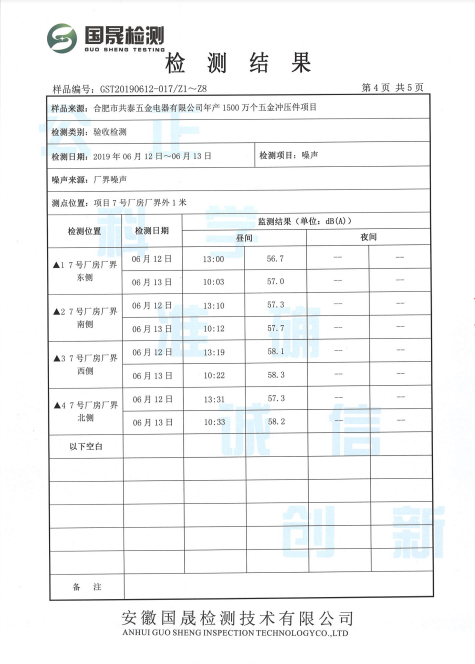 国晟检测
GUO SHENG TESTING
检测结果
样品编号：GST20190612-017/Z1～Z8 第 4 页 共 5 页
样品来源：合肥市共泰五金电器有限公司年产 1500 万个五金冲压件项目
检测类别：验收检测
检测日期：2019 年 06 月 12 日～06 月 13 日 检测项目：噪声
噪声来源：厂界噪声
测点位置：项目 7 号厂房厂界外 1 米
检测位置 检测日期 监测结果（单位：dB(A)）
昼间 夜间
▲1 7 号厂房厂界东侧 06 月 12 日 13:00 56.7 -- --
06 月 13 日 10:03 57.0 -- --
▲2 7 号厂房厂界南侧 06 月 12 日 13:10 57.3 -- --
06 月 13 日 10:12 57.7 -- --
▲3 7 号厂房厂界西侧 06 月 12 日 13:19 58.1 -- --
06 月 13 日 10:22 58.3 -- --
▲4 7 号厂房厂界北侧 06 月 12 日 13:31 57.3 -- --
06 月 13 日 10:33 58.2 -- --
以下空白
备 注
安徽国晟检测技术有限公司
ANHUI GUO SHENG INSPECTION TECHNOLOGYCO.,LTD
公正
科学
准确
诚信
创新